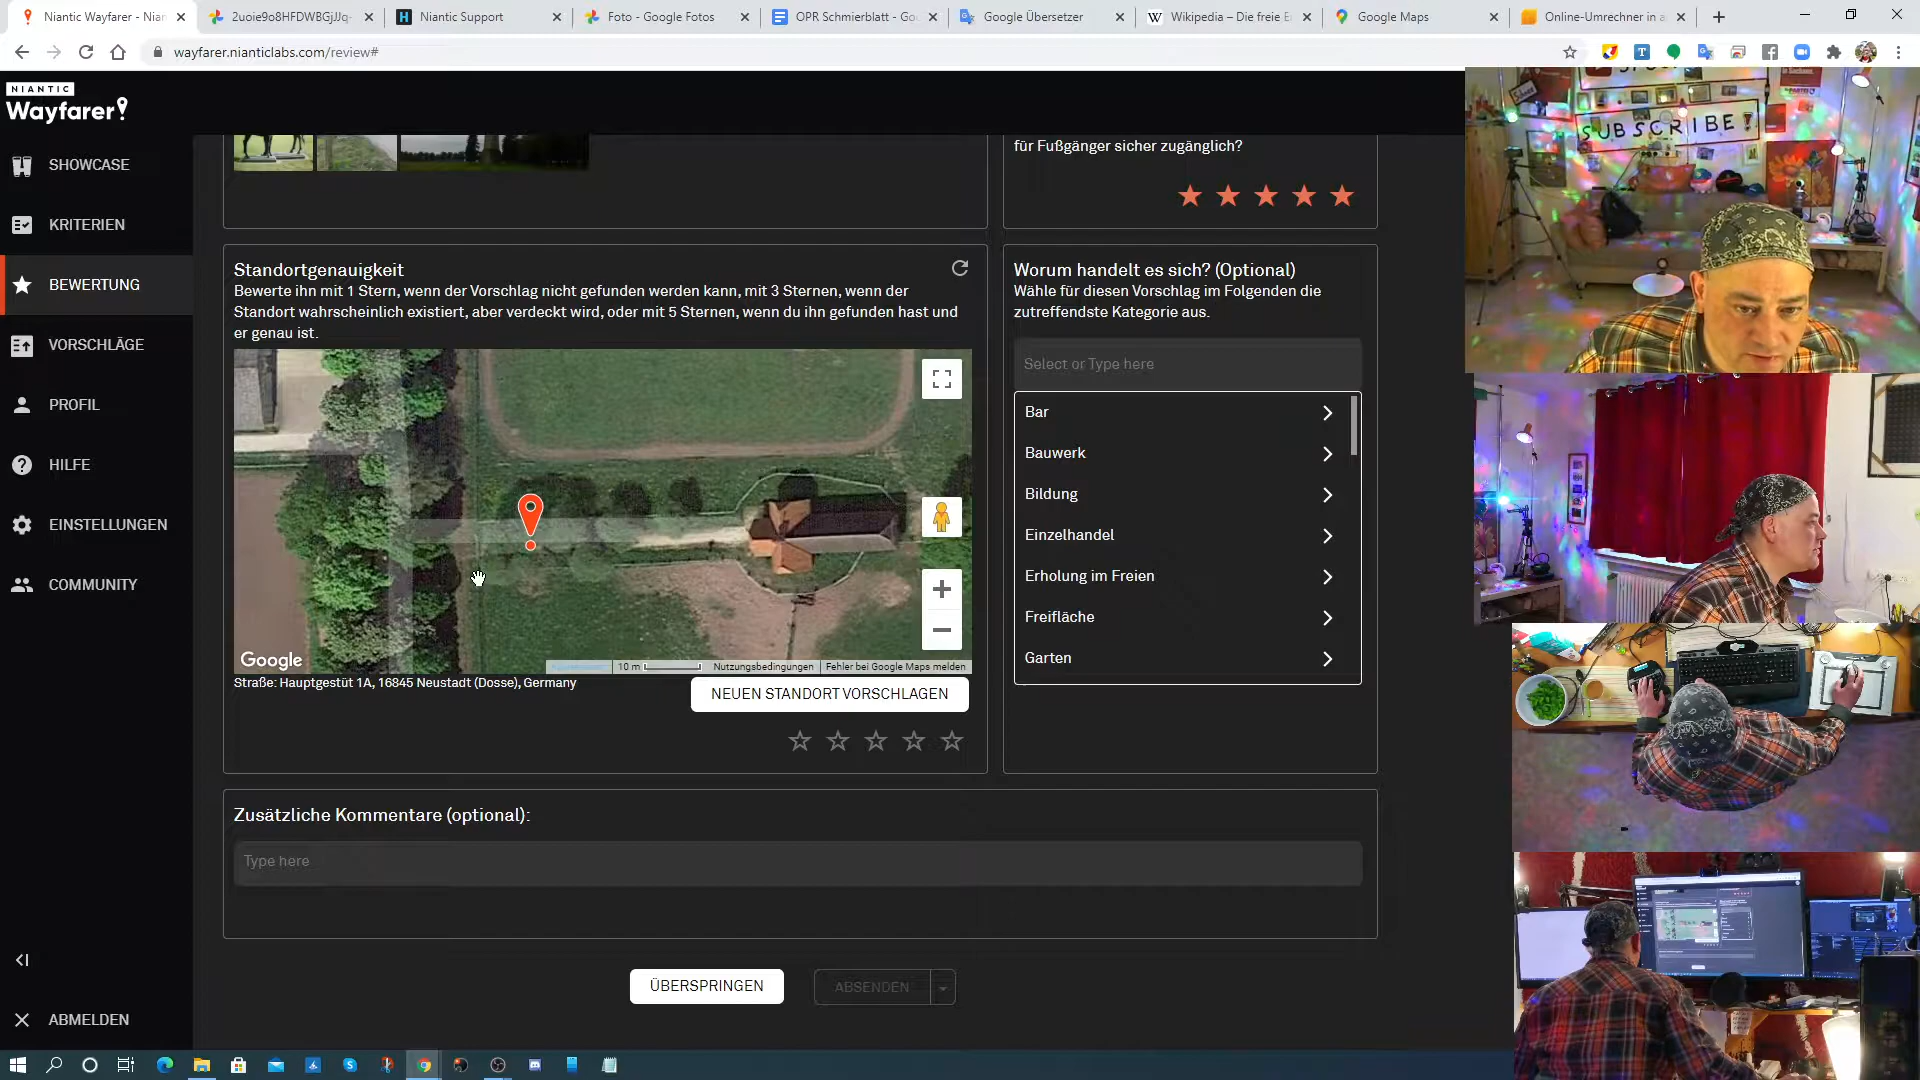 Niantic Wayfarer - Nian
2uoie9o8HFDWBGjJJq-
Niantic Support
Foto - Google Fotos
OPR Schmierblatt - Goo
Google Übersetzer
Wikipedia – Die freie E
Google Maps
Online-Umrechner in a
wayfarer.nianticlabs.com/review#
NIANTIC
Wayfarer
SHOWCASE
KRITERIEN
BEWERTUNG
VORSCHLÄGE
PROFIL
HILFE
EINSTELLUNGEN
COMMUNITY
ABMELDEN
für Fußgänger sicher zugänglich?
Standortgenauigkeit
Bewerte ihn mit 1 Stern, wenn der Vorschlag nicht gefunden werden kann, mit 3 Sternen, wenn der
Standort wahrscheinlich existiert, aber verdeckt wird, oder mit 5 Sternen, wenn du ihn gefunden hast und
er genau ist.
Google
10 m
Nutzungsbedingungen
Fehler bei Google Maps melden
Straße: Hauptgestüt 1A, 16845 Neustadt (Dosse), Germany
NEUEN STANDORT VORSCHLAGEN
Worum handelt es sich? (Optional)
Wähle für diesen Vorschlag im Folgenden die
zutreffendste Kategorie aus.
Select or Type here
Bar
Bauwerk
Bildung
Einzelhandel
Erholung im Freien
Freifläche
Garten
Zusätzliche Kommentare (optional):
Type here
ÜBERSPRINGEN
ABSENDEN
SUBSCRIBE